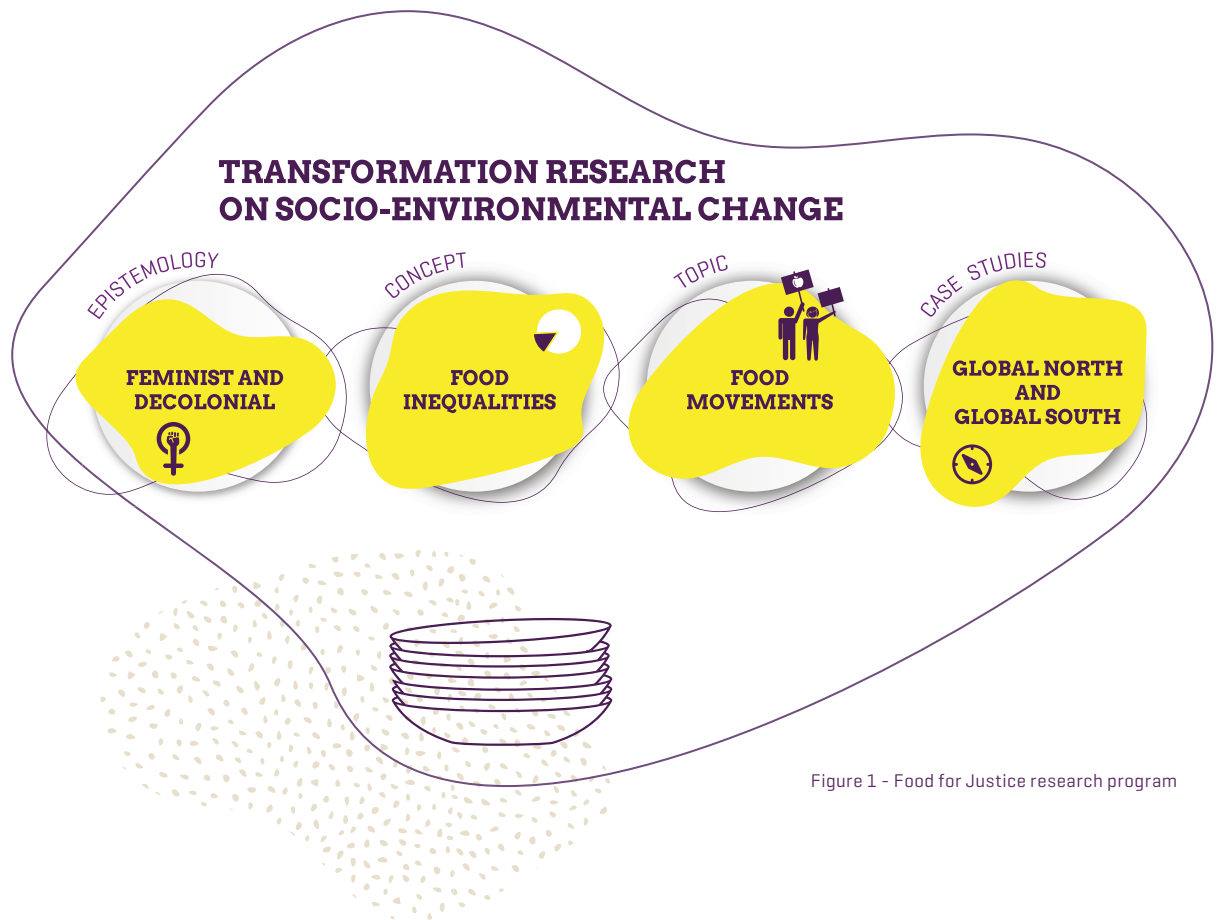 TRANSFORMATION RESEARCH
ON SOCIO-ENVIRONMENTAL CHANGE
EPISTEMOLOGY
FEMINIST AND
DECOLONIAL
CONCEPT
FOOD
INEQUALITIES
TOPIC
FOOD
MOVEMENTS
CASE STUDIES
GLOBAL NORTH
AND
GLOBAL SOUTH
Figure 1 - Food for Justice research program